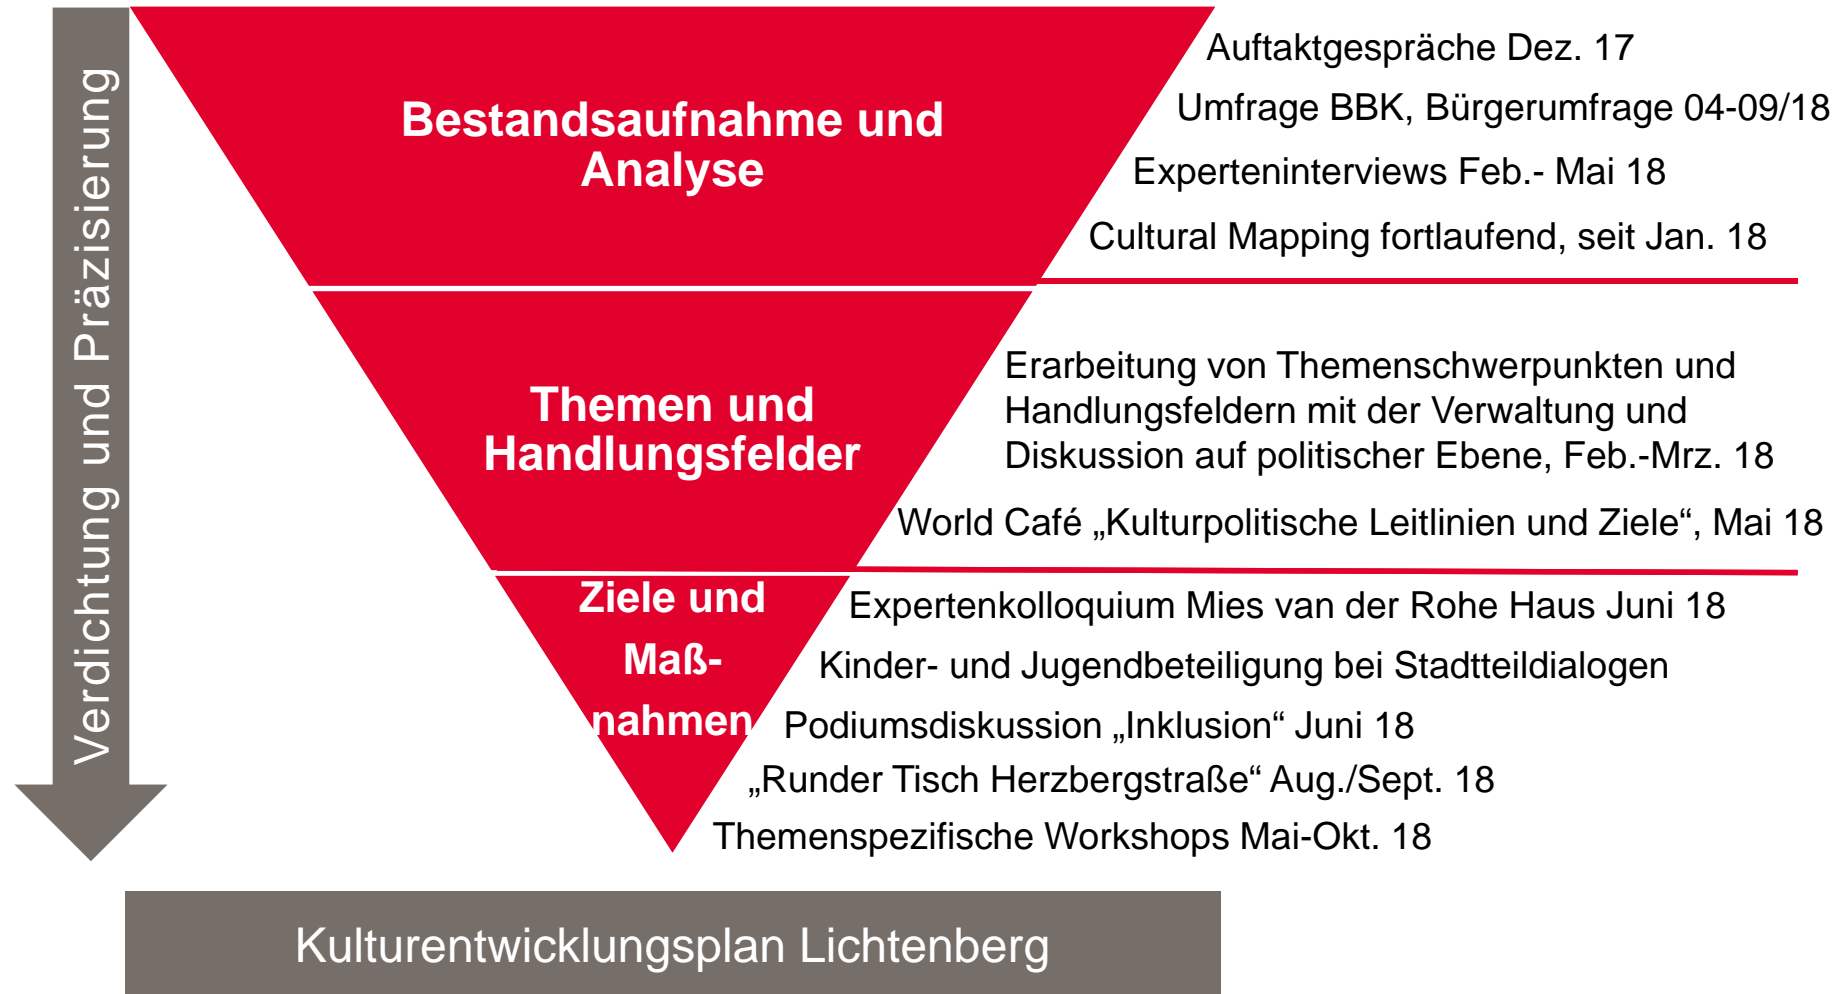 Verdichtung und Präzisierung
Bestandsaufnahme und
Analyse
Auftaktgespräche Dez. 17
Umfrage BBK, Bürgerumfrage 04-09/18
Experteninterviews Feb.- Mai 18
Cultural Mapping fortlaufend, seit Jan. 18
Themen und
Handlungsfelder
Erarbeitung von Themenschwerpunkten und
Handlungsfeldern mit der Verwaltung und
Diskussion auf politischer Ebene, Feb.-Mrz. 18
World Café „Kulturpolitische Leitlinien und Ziele“, Mai 18
Ziele und
Maß-
nahmen
Expertenkolloquium Mies van der Rohe Haus Juni 18
Kinder- und Jugendbeteiligung bei Stadtteildialogen
Podiumsdiskussion „Inklusion“ Juni 18
„Runder Tisch Herzbergstraße“ Aug./Sept. 18
Themenspezifische Workshops Mai-Okt. 18
Kulturentwicklungsplan Lichtenberg